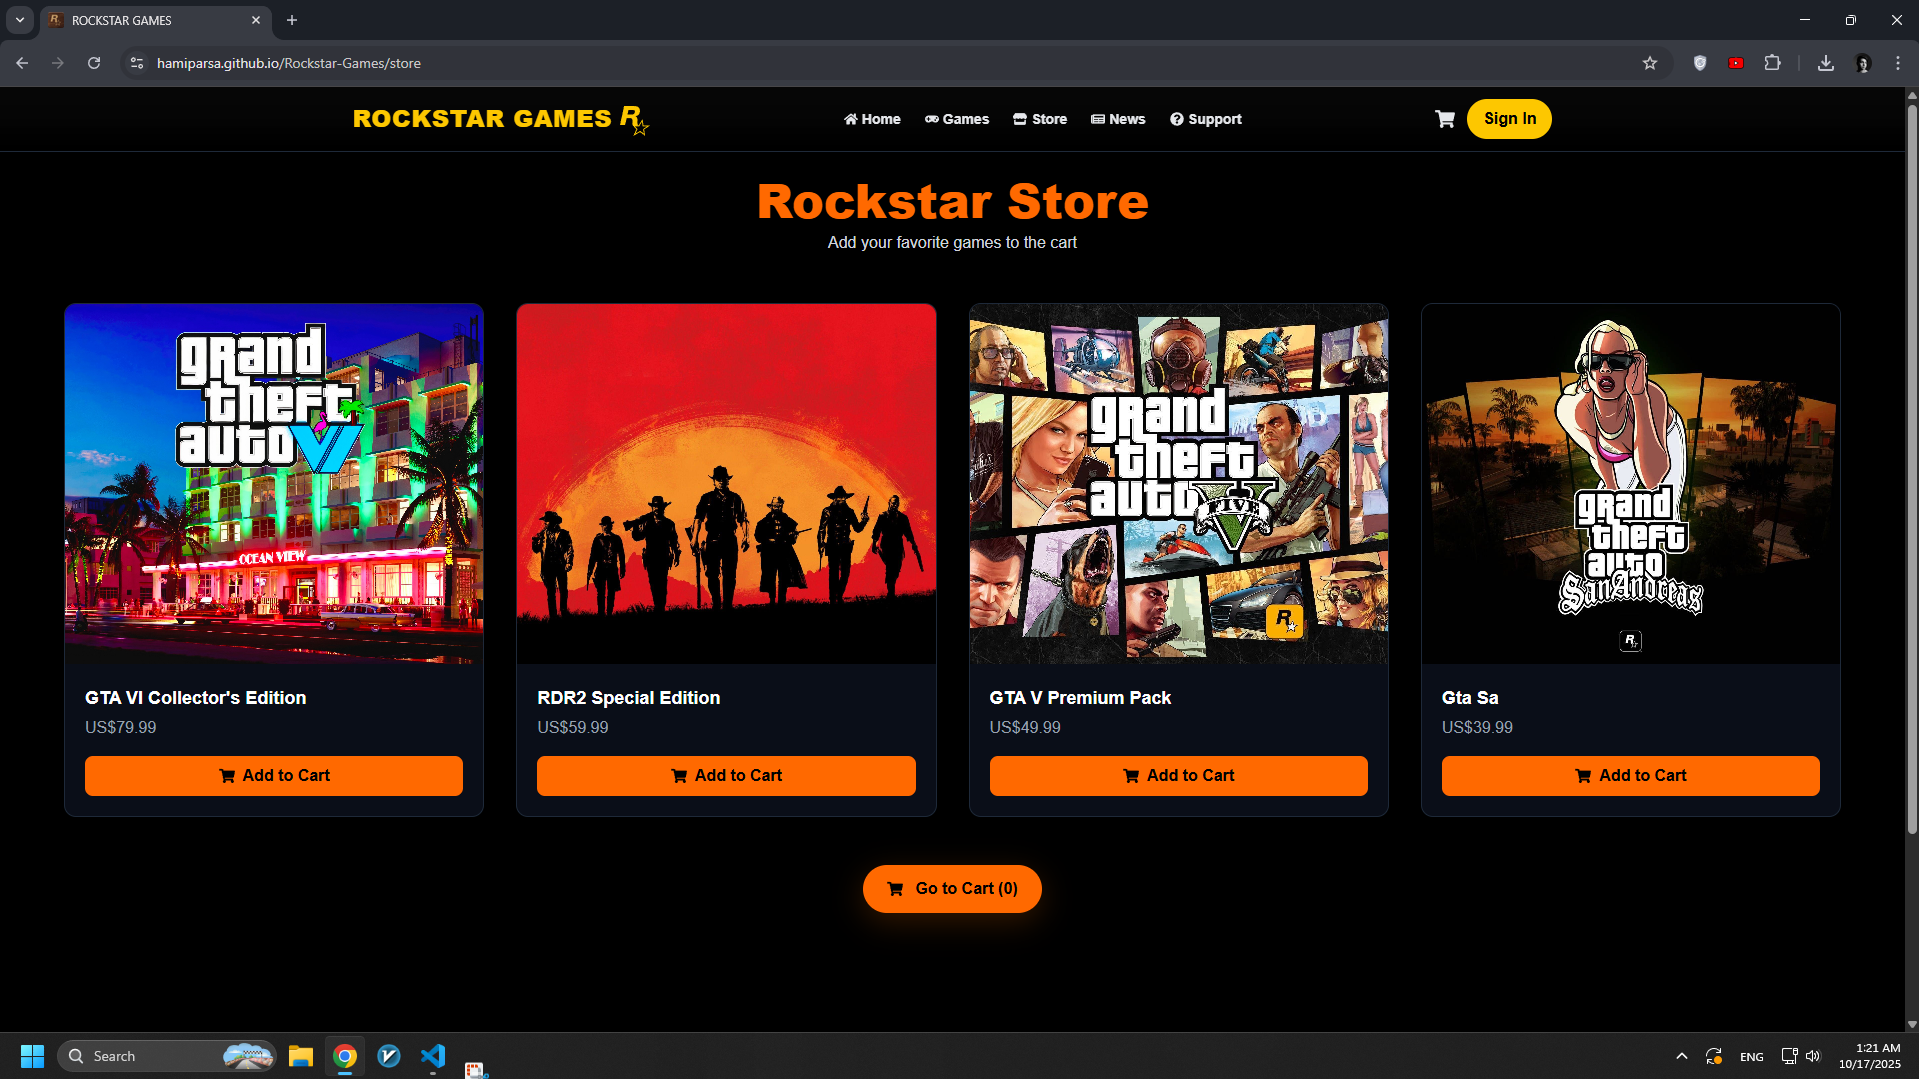 ROCKSTAR GAMES
hamiparsa.github.io/Rockstar-Games/store
ROCKSTAR GAMES R
Home Games Store News Support
Sign In
Rockstar Store
Add your favorite games to the cart
grand
theft
auto VI
OCEAN VIEW
GTA VI Collector's Edition
US$79.99
Add to Cart
RDR2 Special Edition
US$59.99
Add to Cart
grand
theft
auto V
FIVE
R
GTA V Premium Pack
US$49.99
Add to Cart
grand
theft
auto
San Andreas
R
Gta Sa
US$39.99
Add to Cart
Go to Cart (0)
Search
ENG
1:21 AM
10/17/2025